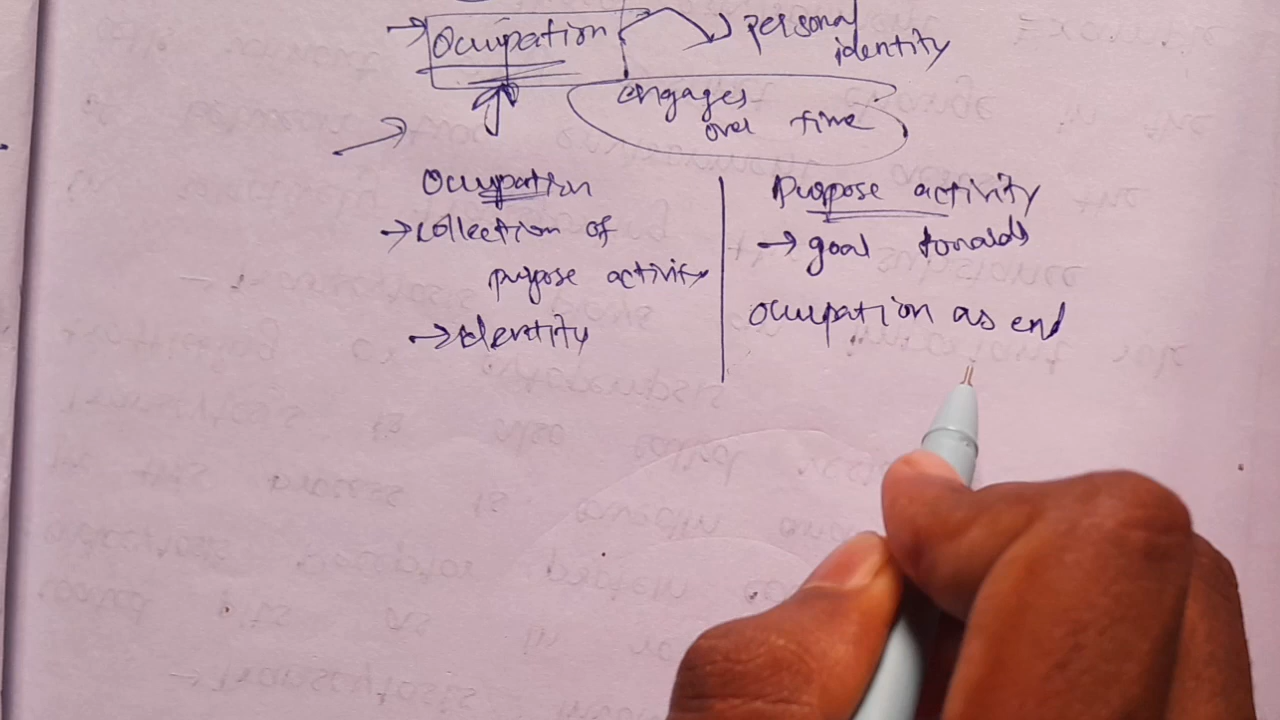 → Occupation
personal
identity
engages
over time
Occupation
→ collection of
purpose activity
→ Identity
Purpose activity
→ goal towards
occupation as end